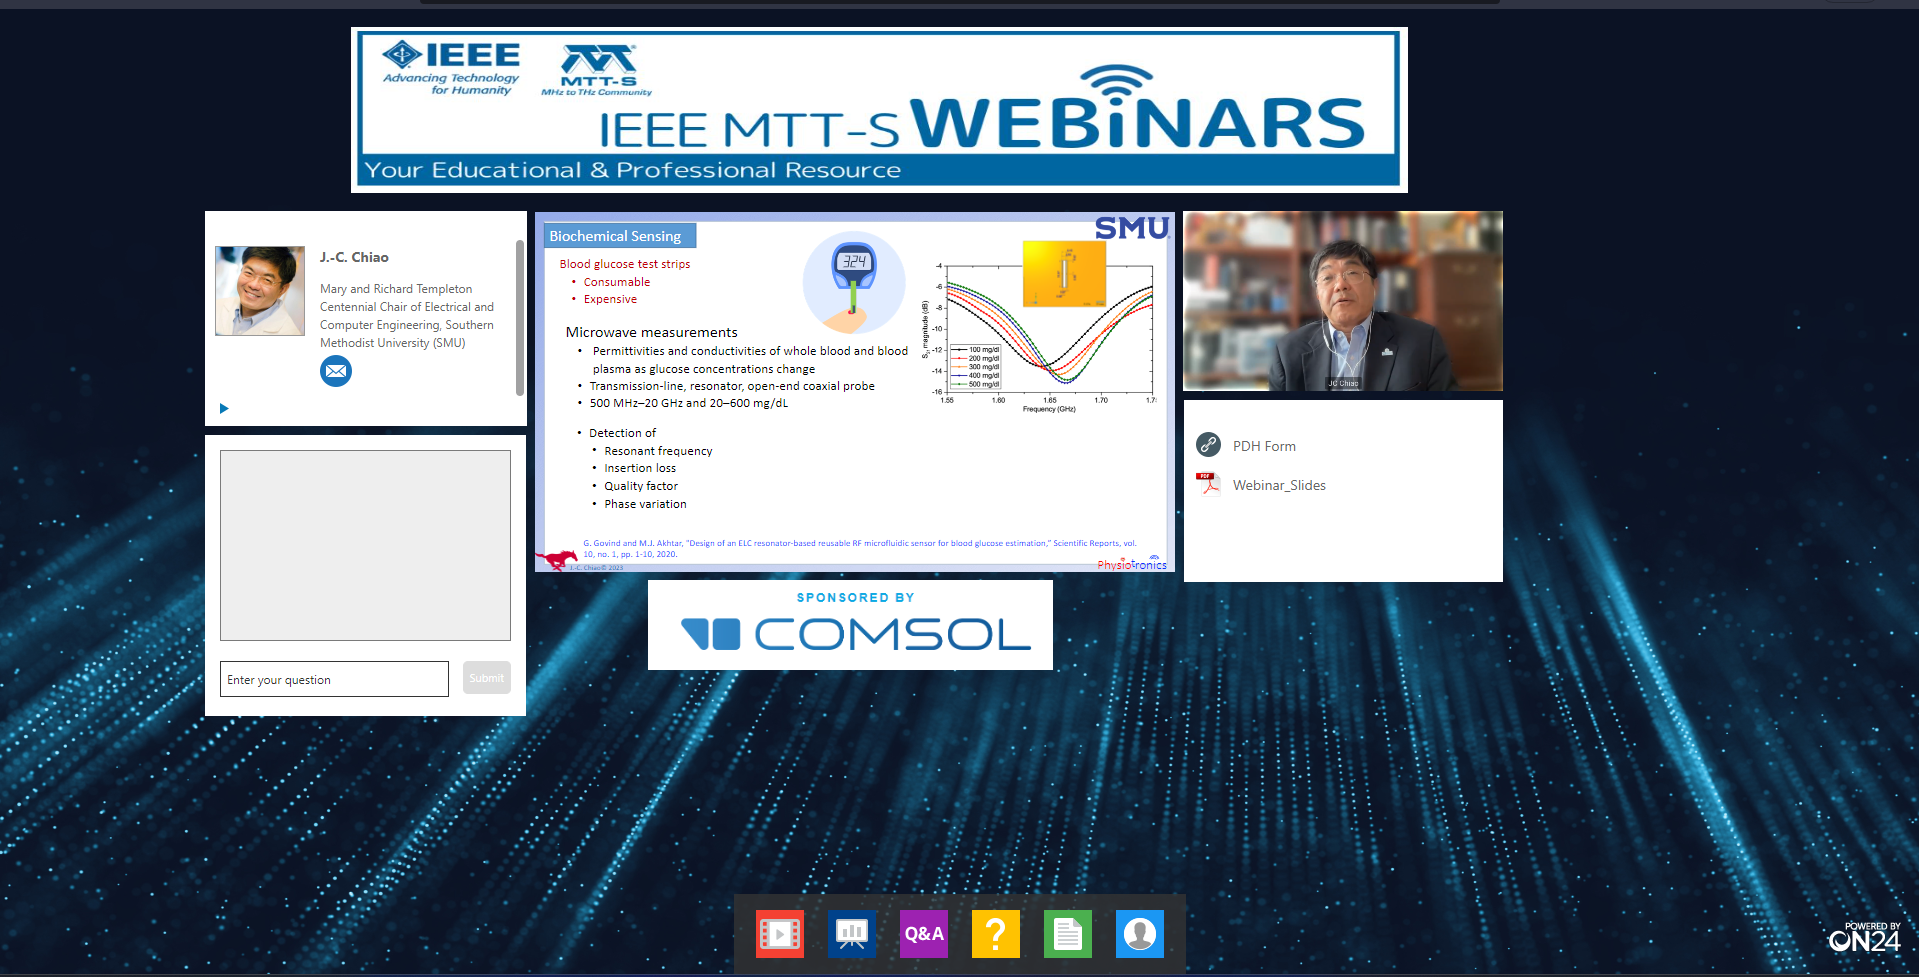 IEEE
Advancing Technology
for Humanity
MTT-S
MHz to THz Community
IEEE MTT-S WEBiNARS
Your Educational & Professional Resource
J.-C. Chiao
Mary and Richard Templeton
Centennial Chair of Electrical and
Computer Engineering, Southern
Methodist University (SMU)
Enter your question
Submit
Biochemical Sensing
SMU
Blood glucose test strips
• Consumable
• Expensive
324
Microwave measurements
• Permittivities and conductivities of whole blood and blood
plasma as glucose concentrations change
• Transmission-line, resonator, open-end coaxial probe
• 500 MHz–20 GHz and 20–600 mg/dL
• Detection of
• Resonant frequency
• Insertion loss
• Quality factor
• Phase variation
S21 magnitude (dB)
-4
-6
-8
-10
-12
-14
-16
100 mg/dl
200 mg/dl
300 mg/dl
400 mg/dl
500 mg/dl
1.55 1.60 1.65 1.70 1.7
Frequency (GHz)
G. Govind and M.J. Akhtar, "Design of an ELC resonator-based reusable RF microfluidic sensor for blood glucose estimation," Scientific Reports, vol.
10, no. 1, pp. 1-10, 2020.
J.-C. Chiao© 2023
Physiotronics
JC Chiao
PDH Form
PDF
Webinar_Slides
SPONSORED BY
COMSOL
Q&A
?
POWERED BY
ON24